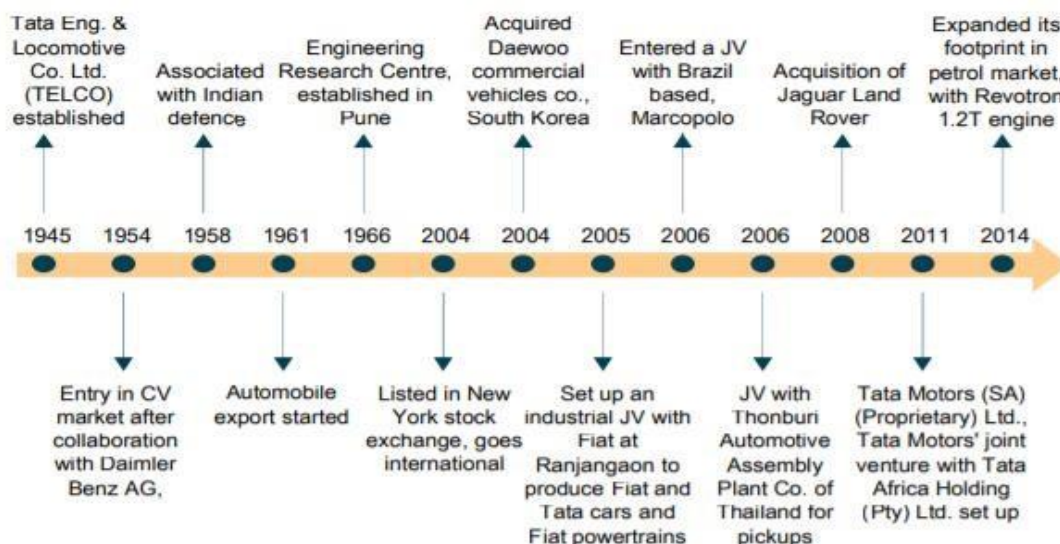 Tata Eng. &
Locomotive
Co. Ltd.
(TELCO)
established
Associated
with Indian
defence
Engineering
Research Centre,
established in
Pune
Acquired
Daewoo
commercial
vehicles co.,
South Korea
Entered a JV
with Brazil
based,
Marcopolo
Acquisition of
Jaguar Land
Rover
Expanded its
footprint in
petrol market,
with Revotron
1.2T engine
1945 1954 1958 1961 1966 2004 2004 2005 2006 2006 2008 2011 2014
Entry in CV
market after
collaboration
with Daimler
Benz AG,
Automobile
export started
Listed in New
York stock
exchange, goes
international
Set up an
industrial JV with
Fiat at
Ranjangaon to
produce Fiat and
Tata cars and
Fiat powertrains
JV with
Thonburi
Automotive
Assembly
Plant Co. of
Thailand for
pickups
Tata Motors (SA)
(Proprietary) Ltd.,
Tata Motors' joint
venture with Tata
Africa Holding
(Pty) Ltd. set up